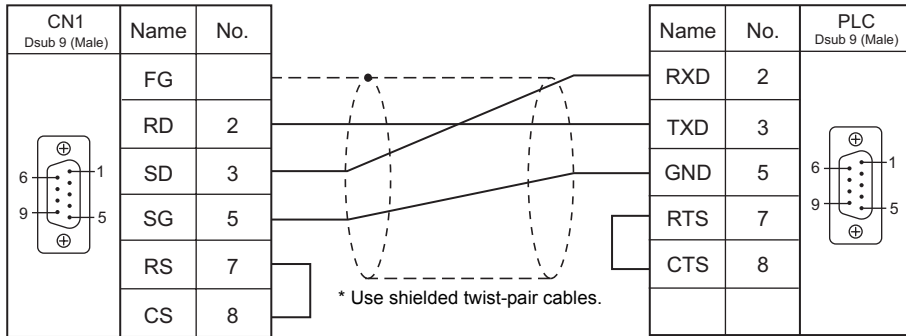 CN1
Dsub 9 (Male)
Name No.
FG
RD 2
SD 3
SG 5
RS 7
CS 8
6 1
9 5
* Use shielded twist-pair cables.
Name No.
PLC
Dsub 9 (Male)
RXD 2
TXD 3
GND 5
RTS 7
CTS 8
6 1
9 5